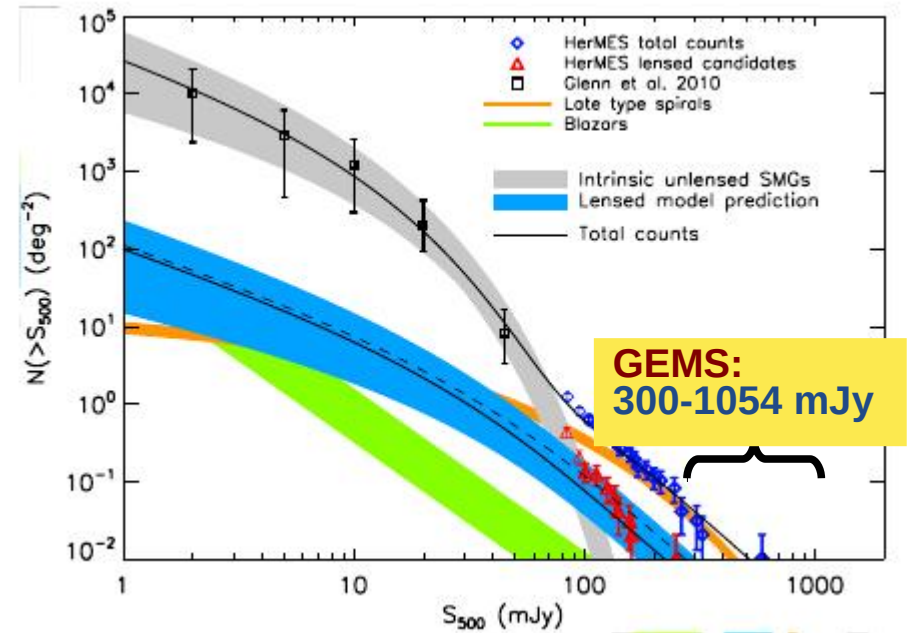 10⁵
10⁴
10³
10²
10¹
10⁰
10⁻¹
10⁻²
N(>S₅₀₀) (deg⁻²)
HerMES total counts
HerMES lensed candidates
Glenn et al. 2010
Late type spirals
Blazars
Intrinsic unlensed SMGs
Lensed model prediction
Total counts
GEMS:
300-1054 mJy
1 10 100 1000
S₅₀₀ (mJy)